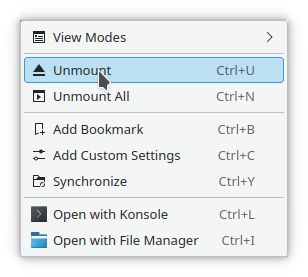 View Modes
Unmount Ctrl+U
Unmount All Ctrl+N
Add Bookmark Ctrl+B
Add Custom Settings Ctrl+C
Synchronize Ctrl+Y
Open with Konsole Ctrl+L
Open with File Manager Ctrl+I